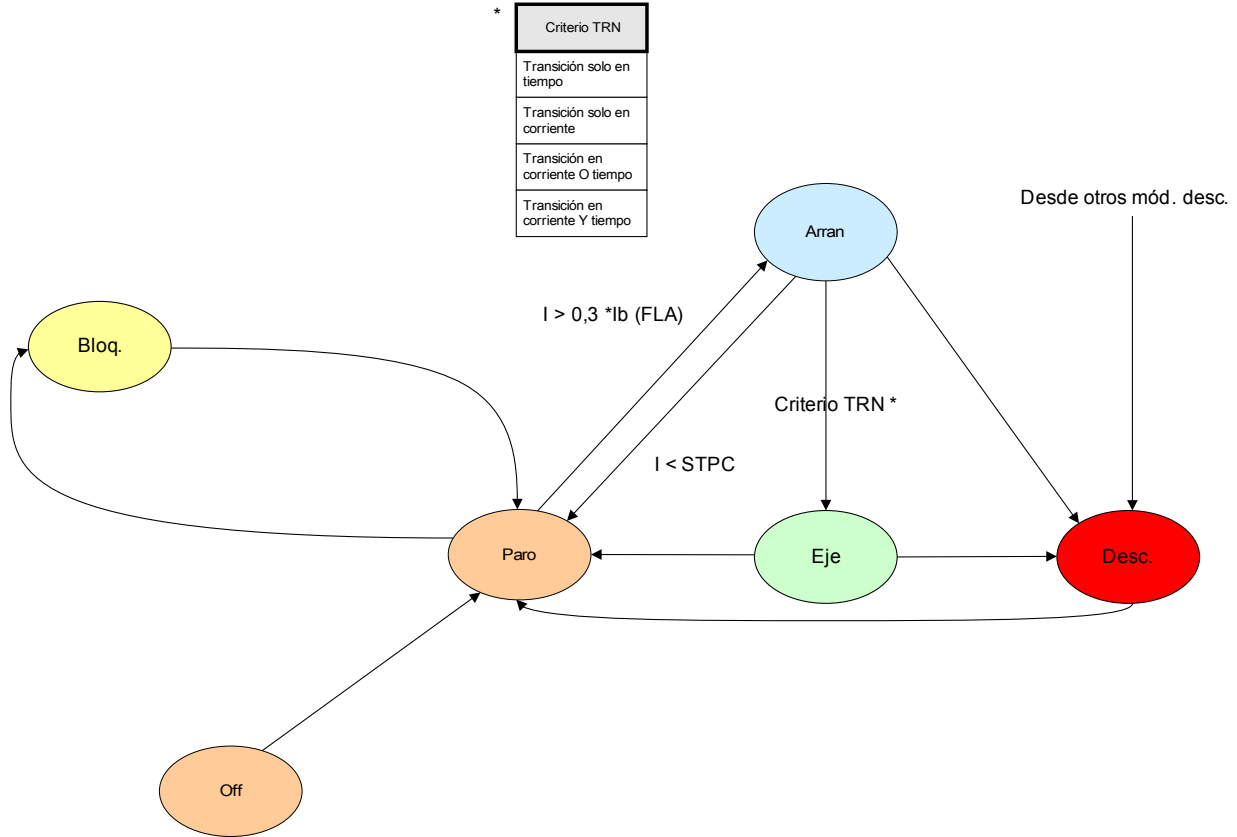 *
Criterio TRN
Transición solo en
tiempo
Transición solo en
corriente
Transición en
corriente O tiempo
Transición en
corriente Y tiempo
Desde otros mód. desc.
Arran
I > 0,3 *Ib (FLA)
Bloq.
Criterio TRN *
I < STPC
Paro
Eje
Desc.
Off